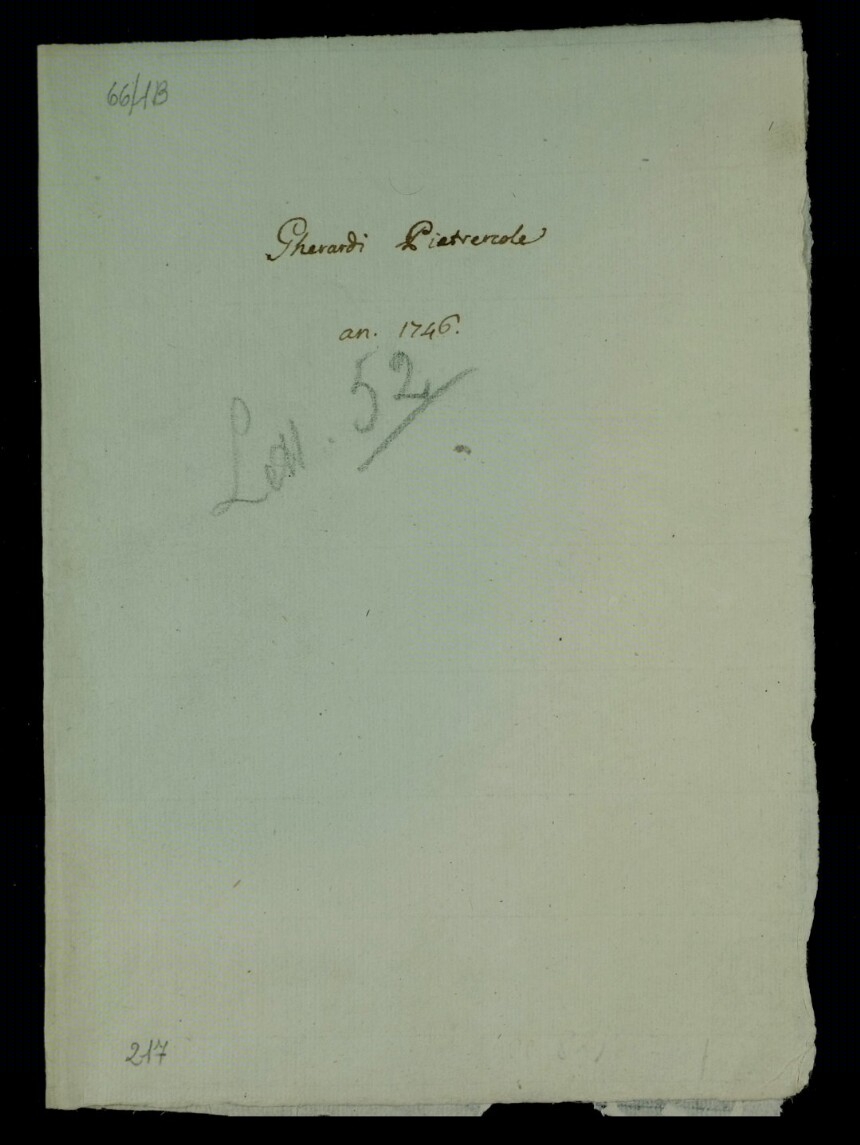 66/1B
Gherardi Pietrercole
an. 1746.
Lett. 52
217